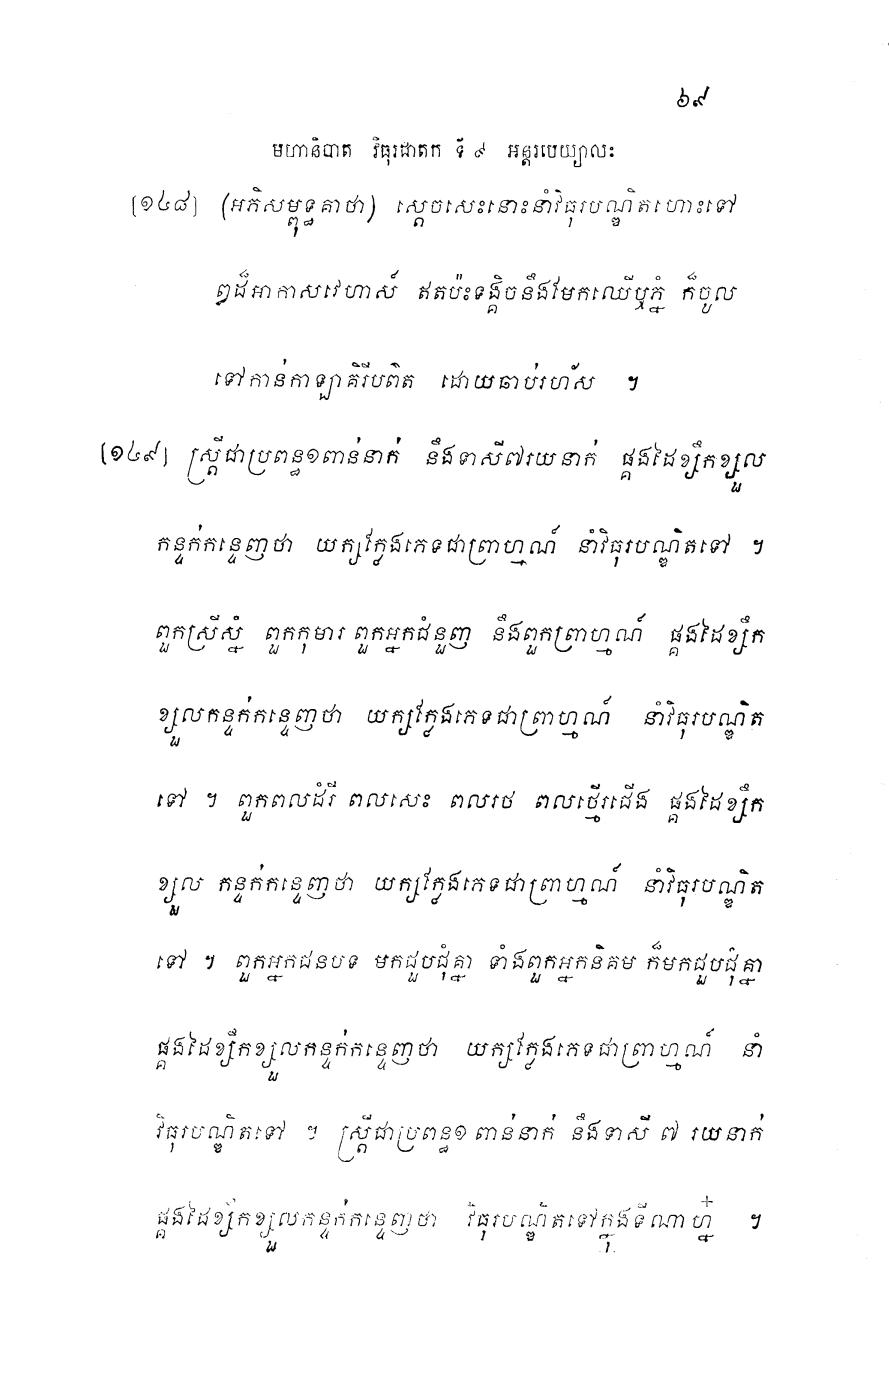 ៦៩
មហានិបាត វិធុរជាតក ទី ៩ អន្តរបេយ្យាលះ
[១៤៨] (អភិសម្ពុទ្ធគាថា) ស្តេចសេះនោះនាំវិធុរបណ្ឌិតហោះទៅ
ឰដ៏អាកាសវេហាស៍ ឥតប៉ះទង្គិចនឹងមែកឈើឬភ្នំ ក៏ចូល
ទៅកាន់កាឡាគិរីបព៌ត ដោយឆាប់រហ័ស ។
[១៤៩] ស្ត្រីជាប្រពន្ធ១ពាន់នាក់ នឹងទាសី៧រយនាក់ ផ្គងដៃខ្សឹកខ្សួល
កន្ទក់កន្ទេញថា យក្សក្លែងភេទជាព្រាហ្មណ៍ នាំវិធុរបណ្ឌិតទៅ ។
ពួកស្រីស្នំ ពួកកុមារ ពួកអ្នកជំនួញ នឹងពួកព្រាហ្មណ៍ ផ្គងដៃខ្សឹក
ខ្សួលកន្ទក់កន្ទេញថា យក្សក្លែងភេទជាព្រាហ្មណ៍ នាំវិធុរបណ្ឌិត
ទៅ ។ ពួកពលដំរី ពលសេះ ពលរថ ពលថ្មើរជើង ផ្គងដៃខ្សឹក
ខ្សួល កន្ទក់កន្ទេញថា យក្សក្លែងភេទជាព្រាហ្មណ៍ នាំវិធុរបណ្ឌិត
ទៅ ។ ពួកអ្នកជនបទ មកជួបជុំគ្នា ទាំងពួកអ្នកនិគម ក៏មកជួបជុំគ្នា
ផ្គងដៃខ្សឹកខ្សួលកន្ទក់កន្ទេញថា យក្សក្លែងភេទជាព្រាហ្មណ៍ នាំ
វិធុរបណ្ឌិតទៅ ។ ស្ត្រីជាប្រពន្ធ១ ពាន់នាក់ នឹងទាសី ៧ រយនាក់
ផ្គងដៃខ្សឹកខ្សួលកន្ទក់កន្ទេញថា វិធុរបណ្ឌិតទៅក្នុងទីណាហ្ន៎ ។